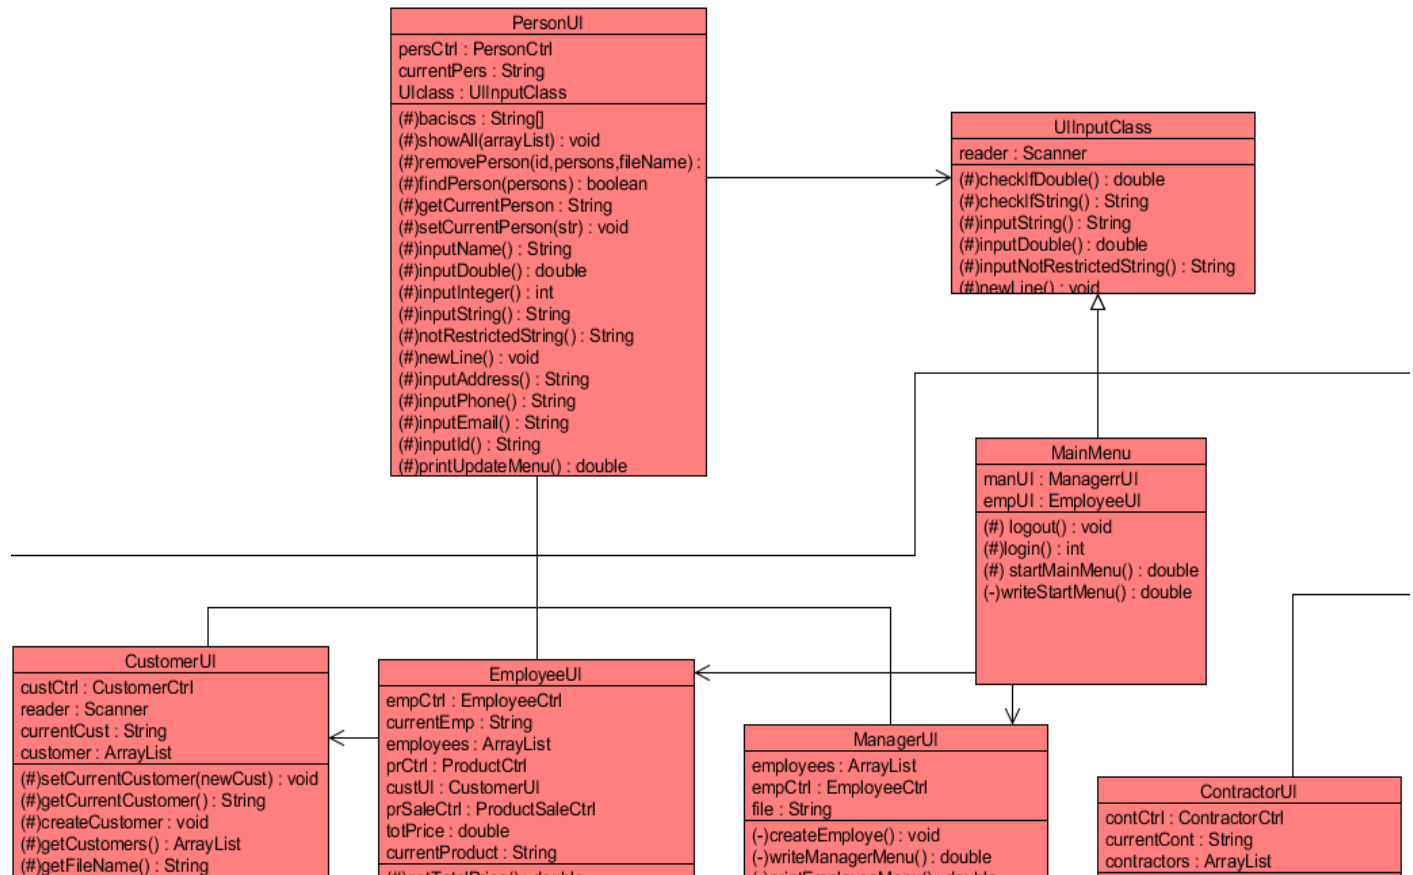 PersonUI
persCtrl : PersonCtrl
currentPers : String
UIclass : UIInputClass
(#)baciscs : String[]
(#)showAll(arrayList) : void
(#)removePerson(id,persons,fileName) :
(#)findPerson(persons) : boolean
(#)getCurrentPerson : String
(#)setCurrentPerson(str) : void
(#)inputName() : String
(#)inputDouble() : double
(#)inputInteger() : int
(#)inputString() : String
(#)notRestrictedString() : String
(#)newLine() : void
(#)inputAddress() : String
(#)inputPhone() : String
(#)inputEmail() : String
(#)inputId() : String
(#)printUpdateMenu() : double
UIInputClass
reader : Scanner
(#)checkIfDouble() : double
(#)checkIfString() : String
(#)inputString() : String
(#)inputDouble() : double
(#)inputNotRestrictedString() : String
(#)newLine() : void
MainMenu
manUI : ManagerrUI
empUI : EmployeeUI
(#) logout() : void
(#)login() : int
(#) startMainMenu() : double
(-)writeStartMenu() : double
CustomerUI
custCtrl : CustomerCtrl
reader : Scanner
currentCust : String
customer : ArrayList
(#)setCurrentCustomer(newCust) : void
(#)getCurrentCustomer() : String
(#)createCustomer : void
(#)getCustomers() : ArrayList
(#)getFileName() : String
EmployeeUI
empCtrl : EmployeeCtrl
currentEmp : String
employees : ArrayList
prCtrl : ProductCtrl
custUI : CustomerUI
prSaleCtrl : ProductSaleCtrl
totPrice : double
currentProduct : String
(#)getTotalPrice() : double
ManagerUI
employees : ArrayList
empCtrl : EmployeeCtrl
file : String
(-)createEmploye() : void
(-)writeManagerMenu() : double
(-)printEmployeeMenu() : double
ContractorUI
contCtrl : ContractorCtrl
currentCont : String
contractors : ArrayList